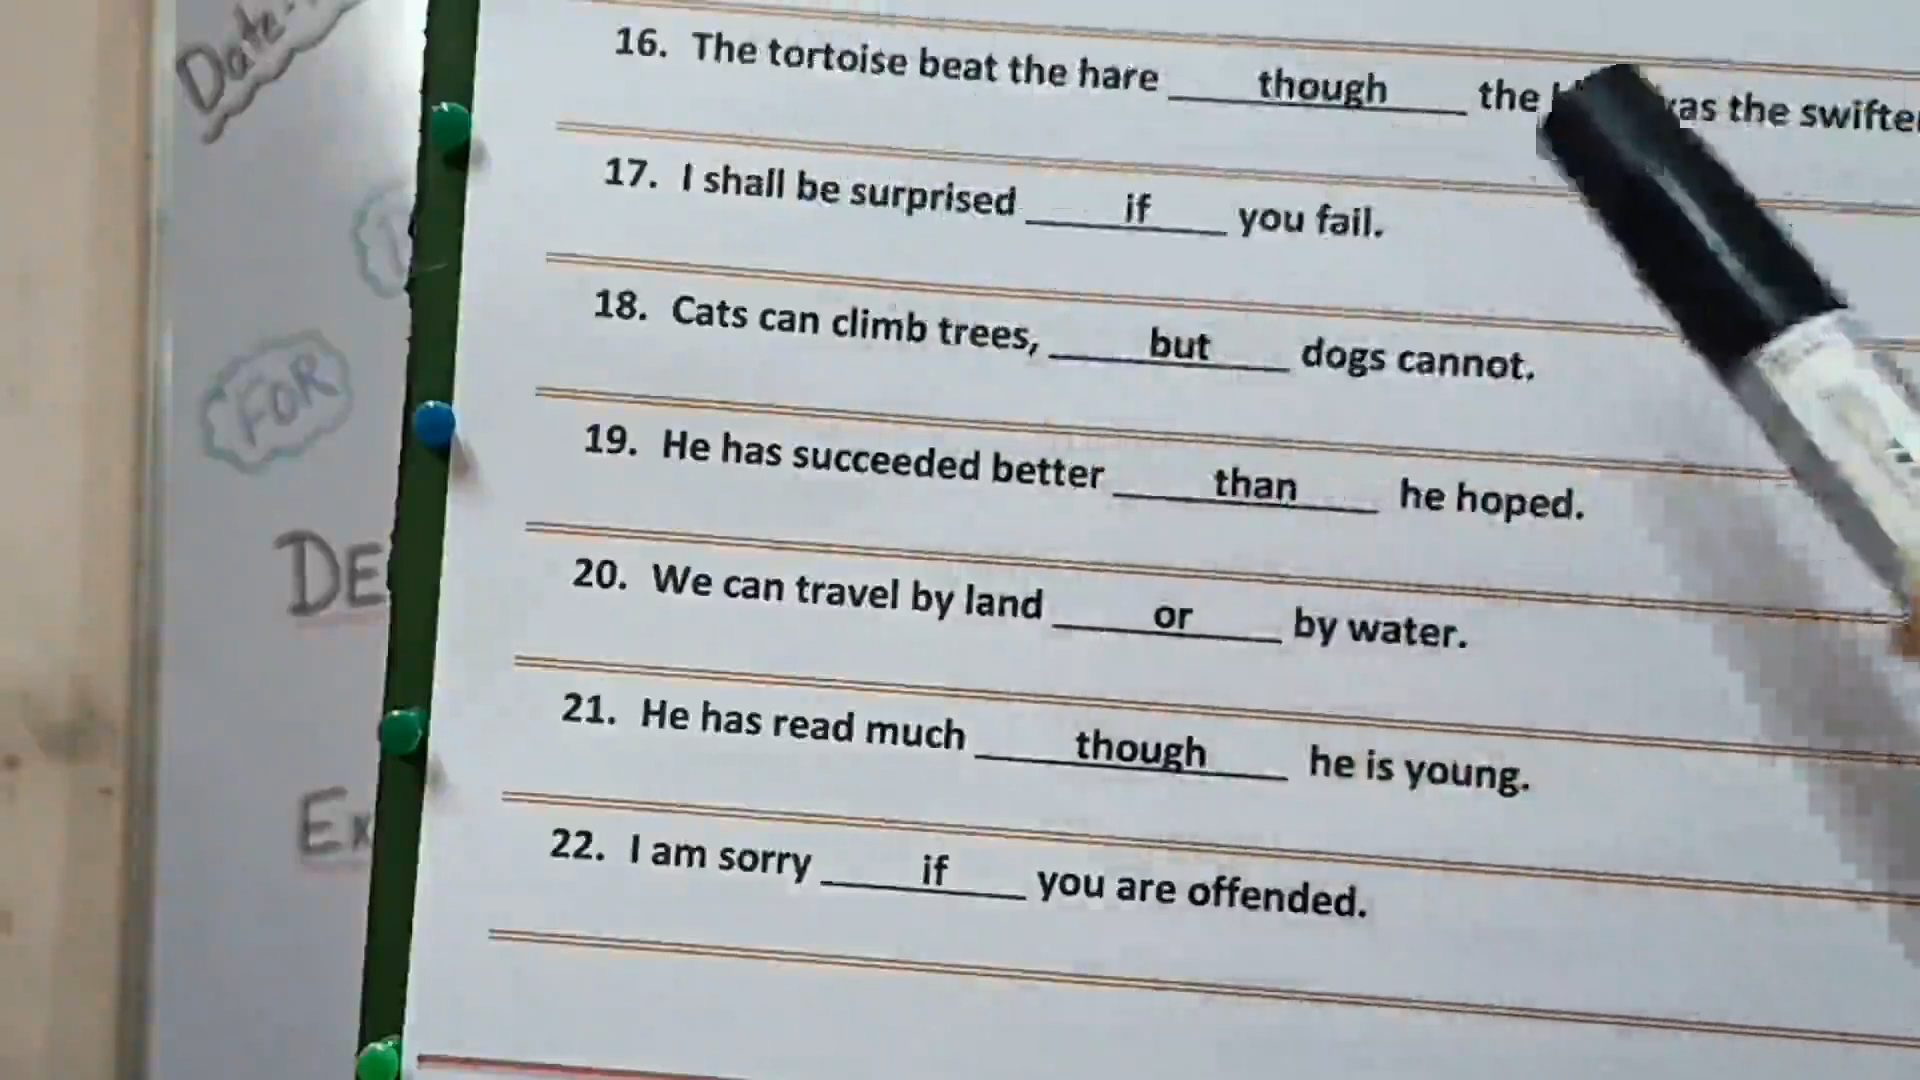 Date
16. The tortoise beat the hare though the was the swifter
17. I shall be surprised if you fail.
FOR
18. Cats can climb trees, but dogs cannot.
19. He has succeeded better than he hoped.
DE
20. We can travel by land or by water.
21. He has read much though he is young.
Ex
22. I am sorry if you are offended.